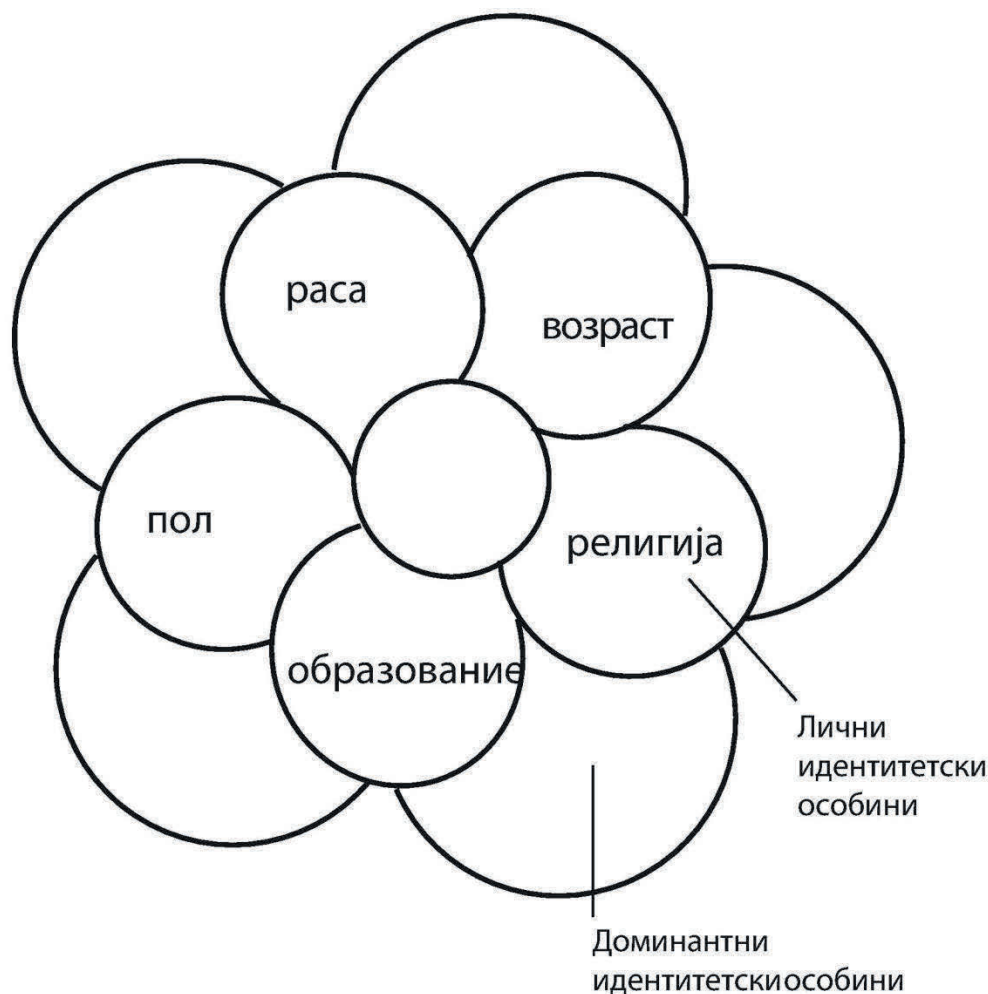 раса
возраст
пол
религија
образование
Лични
идентитетски
особини
Доминантни
идентитетскиособини